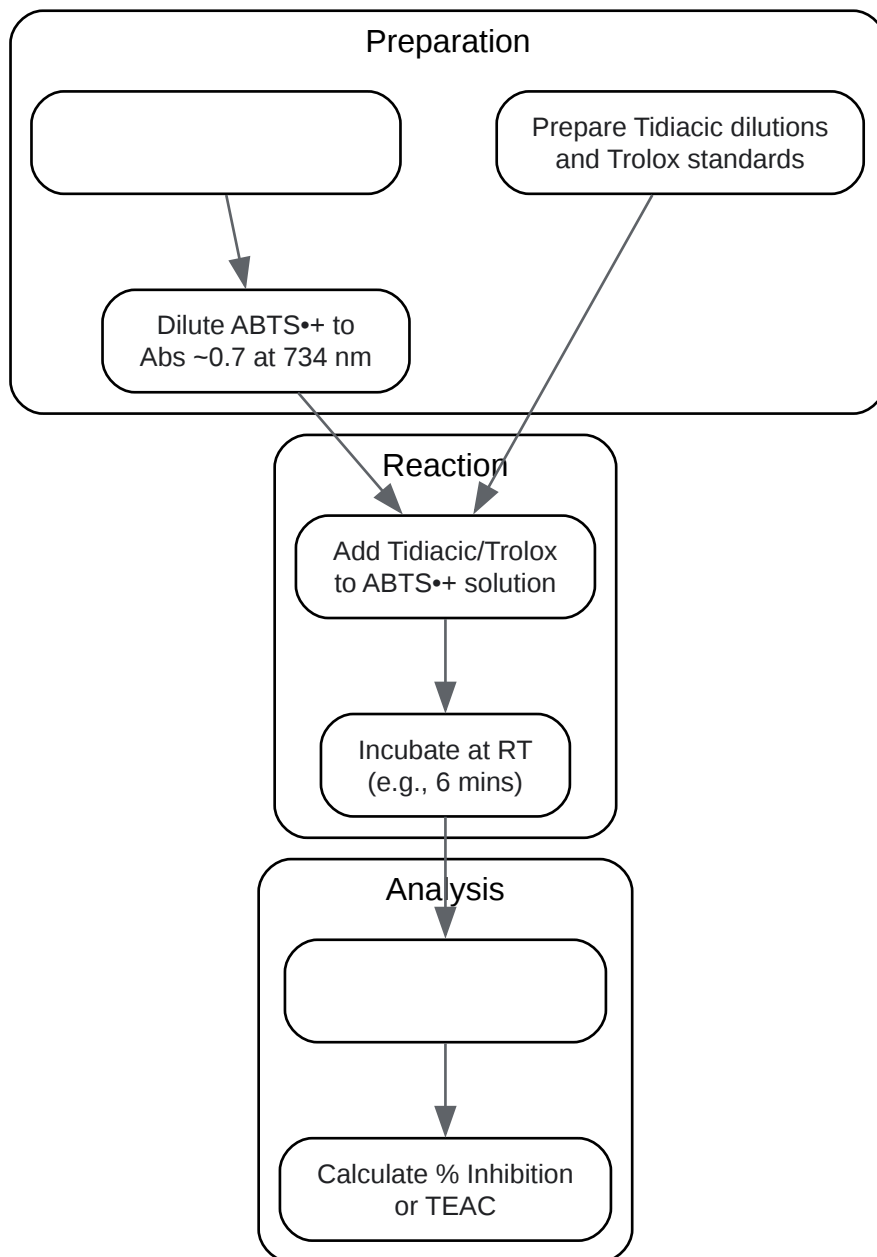 Preparation
Prepare Tidiacic dilutions
and Trolox standards
Dilute ABTS•+ to
Abs ~0.7 at 734 nm
Reaction
Add Tidiacic/Trolox
to ABTS•+ solution
Incubate at RT
(e.g., 6 mins)
Analysis
Calculate % Inhibition
or TEAC